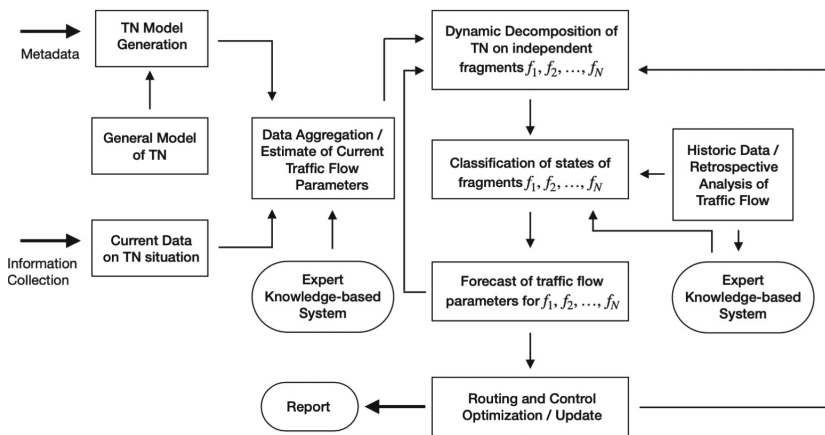 Metadata
TN Model
Generation
General Model
of TN
Information
Collection
Current Data
on TN situation
Data Aggregation /
Estimate of Current
Traffic Flow
Parameters
Expert
Knowledge-based
System
Dynamic Decomposition of
TN on independent
fragments f₁, f₂, …, f_N
Classification of states of
fragments f₁, f₂, …, f_N
Historic Data /
Retrospective
Analysis of
Traffic Flow
Forecast of traffic flow
parameters for f₁, f₂, …, f_N
Expert
Knowledge-based
System
Report
Routing and Control
Optimization / Update